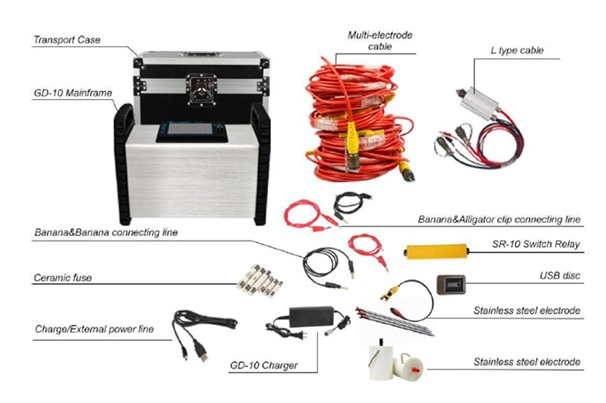 Transport Case
Multi-electrode
cable
L type cable
GD-10 Mainframe
Banana&Alligator clip connecting line
Banana&Banana connecting line
SR-10 Switch Relay
Ceramic fuse
USB disc
Stainless steel electrode
Charge/External power line
GD-10 Charger
Stainless steel electrode